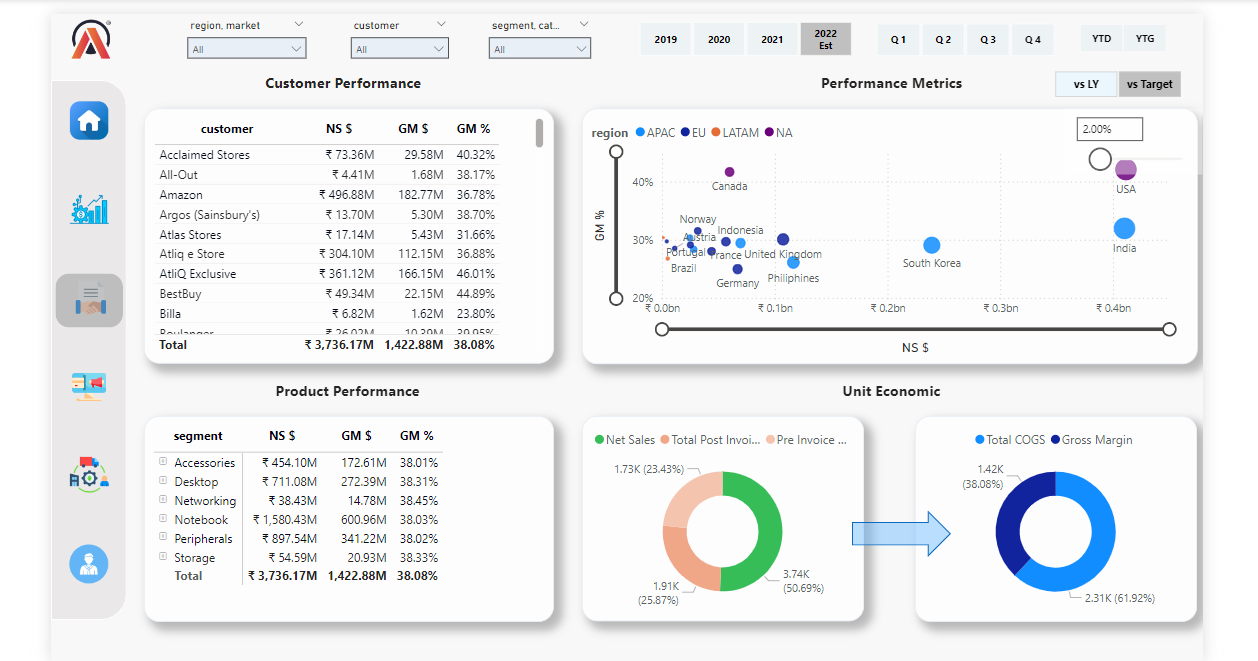 region, market
customer
segment, cat...
All
All
All
2019
2020
2021
2022
Est
Q 1
Q 2
Q 3
Q 4
YTD
YTG
Customer Performance
Performance Metrics
vs LY
vs Target
customer NS $ GM $ GM %
Acclaimed Stores ₹ 73.36M 29.58M 40.32%
All-Out ₹ 4.41M 1.68M 38.17%
Amazon ₹ 496.88M 182.77M 36.78%
Argos (Sainsbury's) ₹ 13.70M 5.30M 38.70%
Atlas Stores ₹ 17.14M 5.43M 31.66%
Atliq e Store ₹ 304.10M 112.15M 36.88%
AtliQ Exclusive ₹ 361.12M 166.15M 46.01%
BestBuy ₹ 49.34M 22.15M 44.89%
Billa ₹ 6.82M 1.62M 23.80%
Boulanger ₹ 26.02M 10.39M 39.95%
Total ₹ 3,736.17M 1,422.88M 38.08%
region APAC EU LATAM NA
2.00%
GM %
40%
30%
20%
Canada
USA
Norway
Indonesia
Austria
Portugal
France
United Kingdom
Brazil
Germany
Philiphines
South Korea
India
₹ 0.0bn
₹ 0.1bn
₹ 0.2bn
₹ 0.3bn
₹ 0.4bn
NS $
Product Performance
Unit Economic
segment NS $ GM $ GM %
Accessories ₹ 454.10M 172.61M 38.01%
Desktop ₹ 711.08M 272.39M 38.31%
Networking ₹ 38.43M 14.78M 38.45%
Notebook ₹ 1,580.43M 600.96M 38.03%
Peripherals ₹ 897.54M 341.22M 38.02%
Storage ₹ 54.59M 20.93M 38.33%
Total ₹ 3,736.17M 1,422.88M 38.08%
Net Sales Total Post Invoi... Pre Invoice ...
1.73K (23.43%)
1.91K
(25.87%)
3.74K
(50.69%)
Total COGS Gross Margin
1.42K
(38.08%)
2.31K (61.92%)